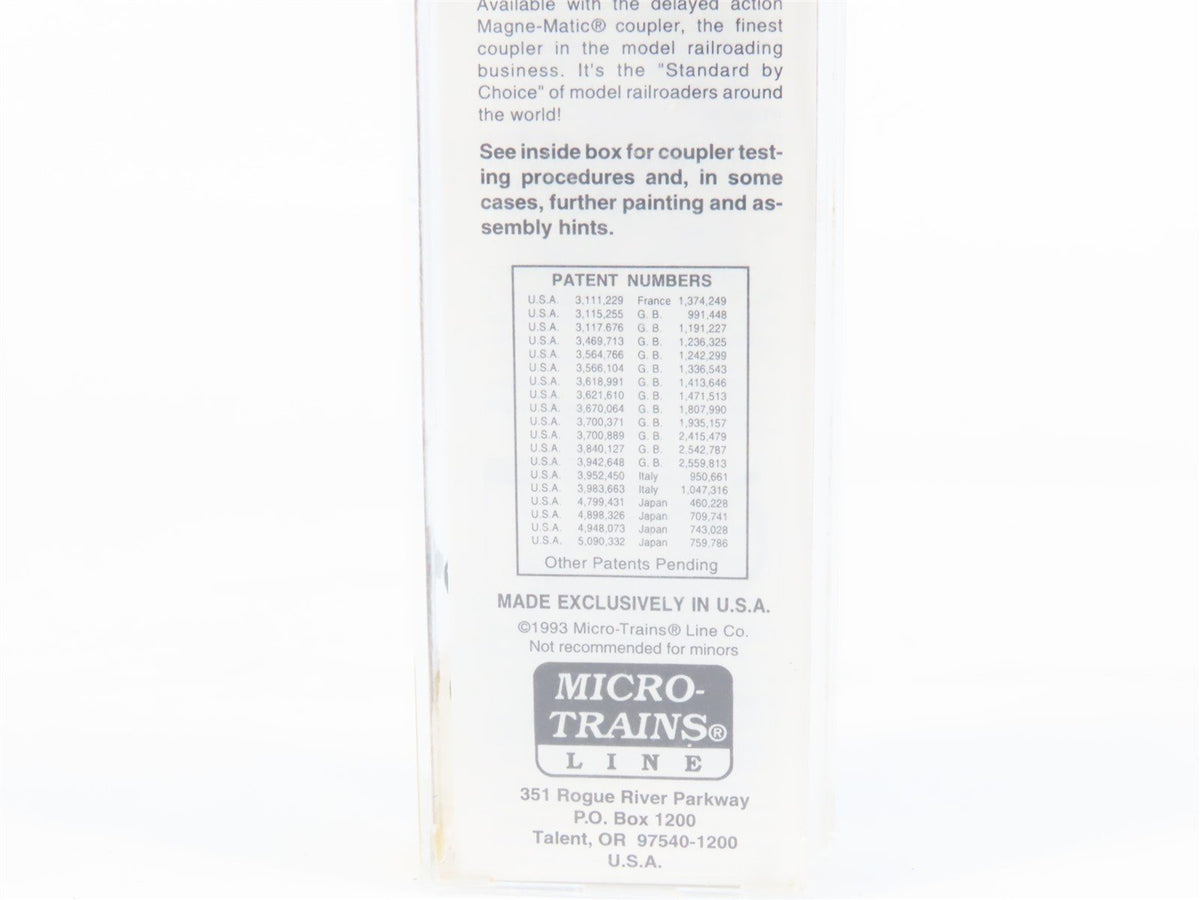 Available with the delayed action
Magne-Matic® coupler, the finest
coupler in the model railroading
business. It's the "Standard by
Choice" of model railroaders around
the world!
See inside box for coupler test-
ing procedures and, in some
cases, further painting and as-
sembly hints.
PATENT NUMBERS
U.S.A. 3,111,229 France 1,374,249
U.S.A. 3,115,255 G. B. 991,448
U.S.A. 3,117,676 G. B. 1,191,227
U.S.A. 3,469,713 G. B. 1,236,325
U.S.A. 3,564,766 G. B. 1,242,299
U.S.A. 3,566,104 G. B. 1,336,543
U.S.A. 3,618,991 G. B. 1,413,646
U.S.A. 3,621,610 G. B. 1,471,513
U.S.A. 3,670,064 G. B. 1,807,990
U.S.A. 3,700,371 G. B. 1,935,157
U.S.A. 3,700,889 G. B. 2,415,479
U.S.A. 3,840,127 G. B. 2,542,787
U.S.A. 3,942,648 G. B. 2,559,813
U.S.A. 3,952,450 Italy 950,661
U.S.A. 3,983,663 Italy 1,047,316
U.S.A. 4,799,431 Japan 460,228
U.S.A. 4,898,326 Japan 709,741
U.S.A. 4,948,073 Japan 743,028
U.S.A. 5,090,332 Japan 759,786
Other Patents Pending
MADE EXCLUSIVELY IN U.S.A.
©1993 Micro-Trains® Line Co.
Not recommended for minors
MICRO-
TRAINS®
LINE
351 Rogue River Parkway
P.O. Box 1200
Talent, OR 97540-1200
U.S.A.